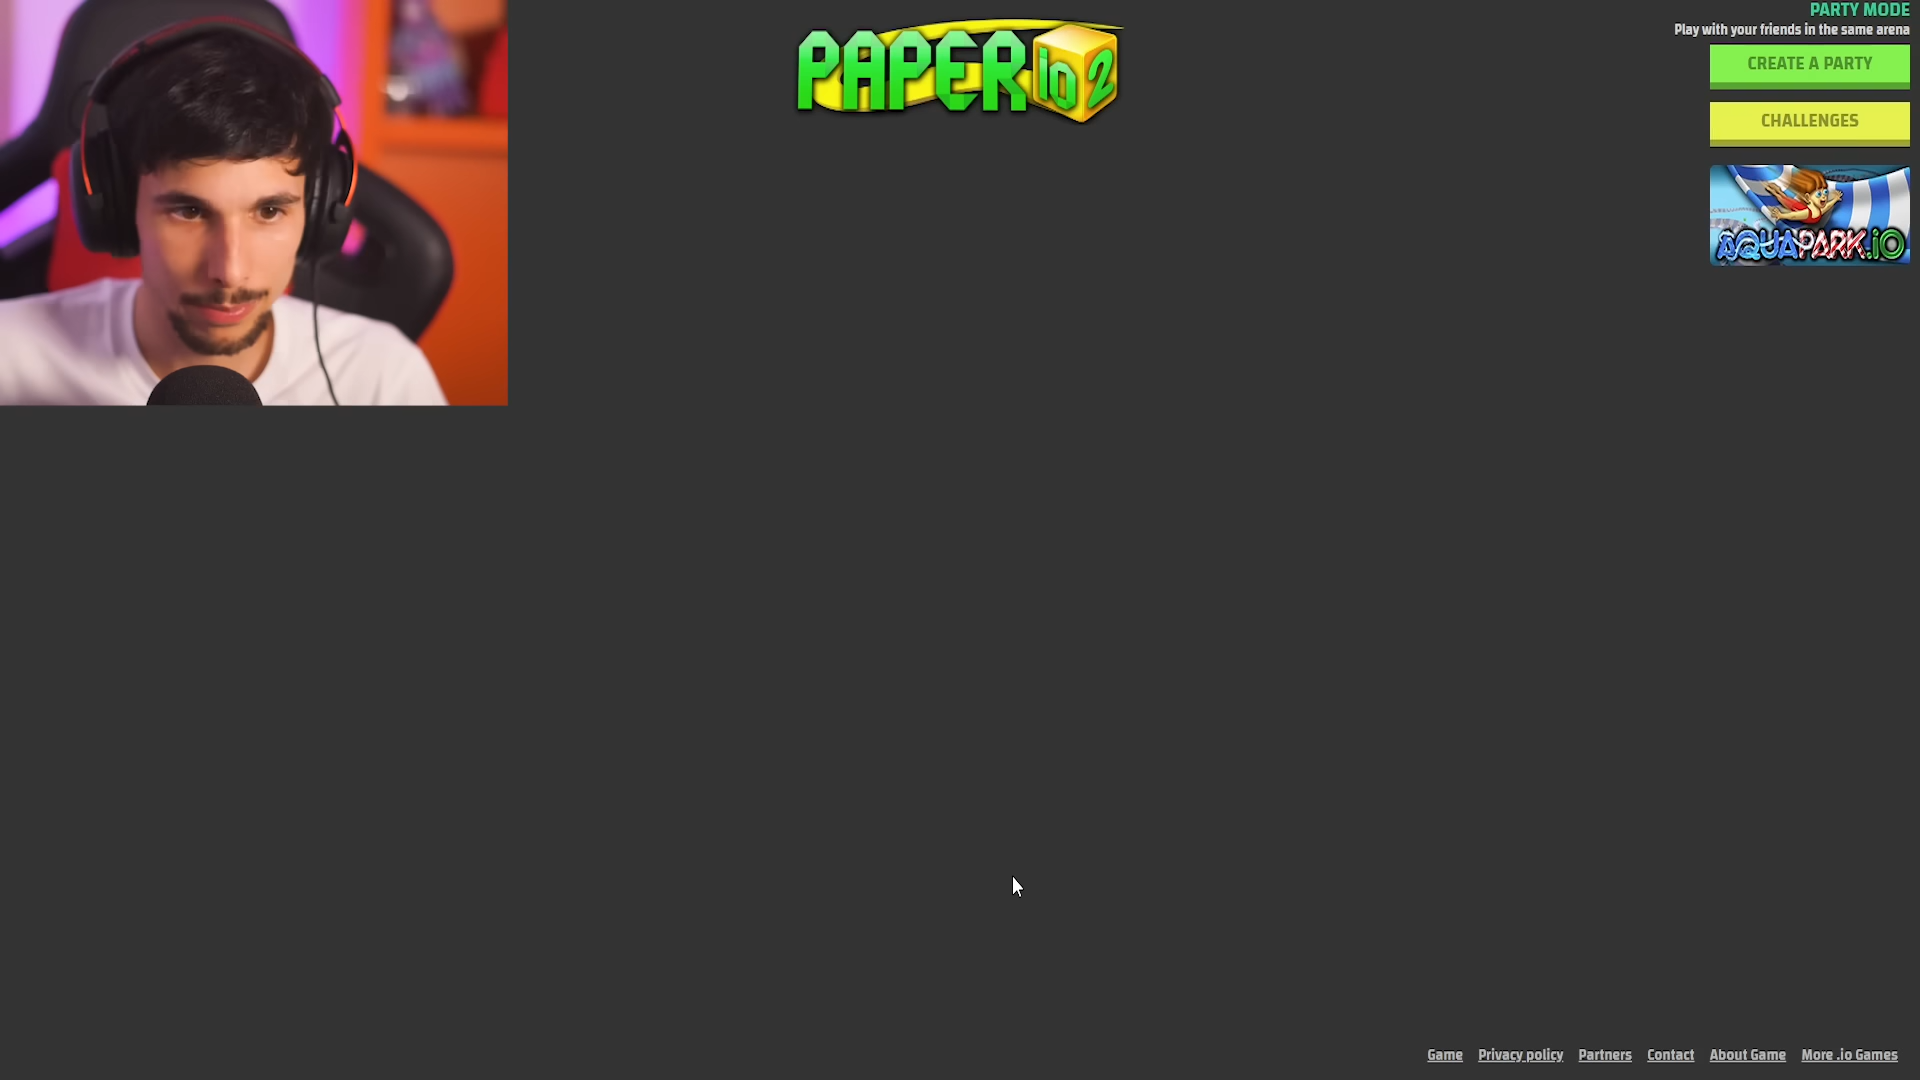 PAPER io 2
PARTY MODE
Play with your friends in the same arena
CREATE A PARTY
CHALLENGES
AQUAPARK.iO
Game Privacy policy Partners Contact About Game More .io Games